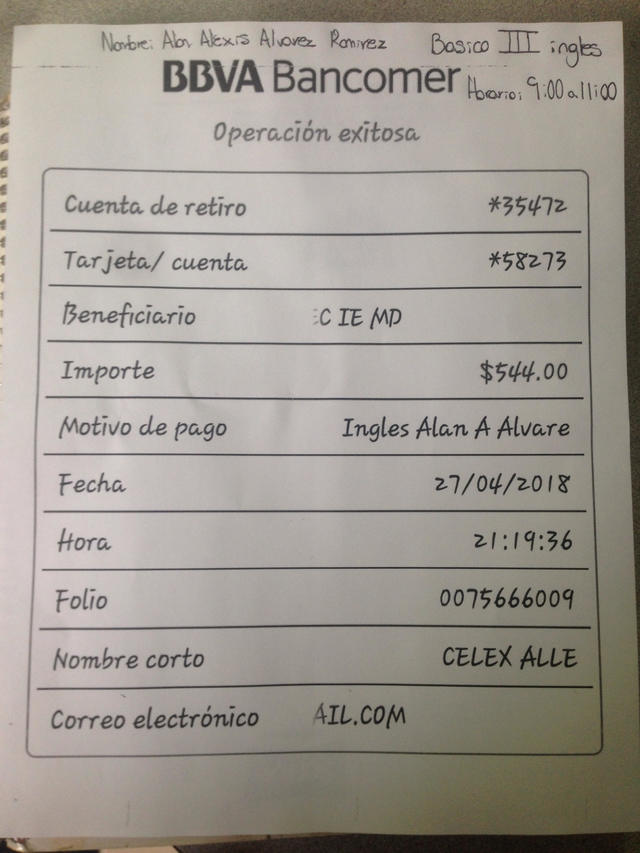 Nombre: Alan Alexis Alvarez Ramirez Basico III ingles
BBVA Bancomer Horario: 9:00 a 11:00
Operación exitosa
Cuenta de retiro *35472
Tarjeta/ cuenta *58273
Beneficiario C IE MD
Importe $544.00
Motivo de pago Ingles Alan A Alvare
Fecha 27/04/2018
Hora 21:19:36
Folio 0075666009
Nombre corto CELEX ALLE
Correo electrónico AIL.COM